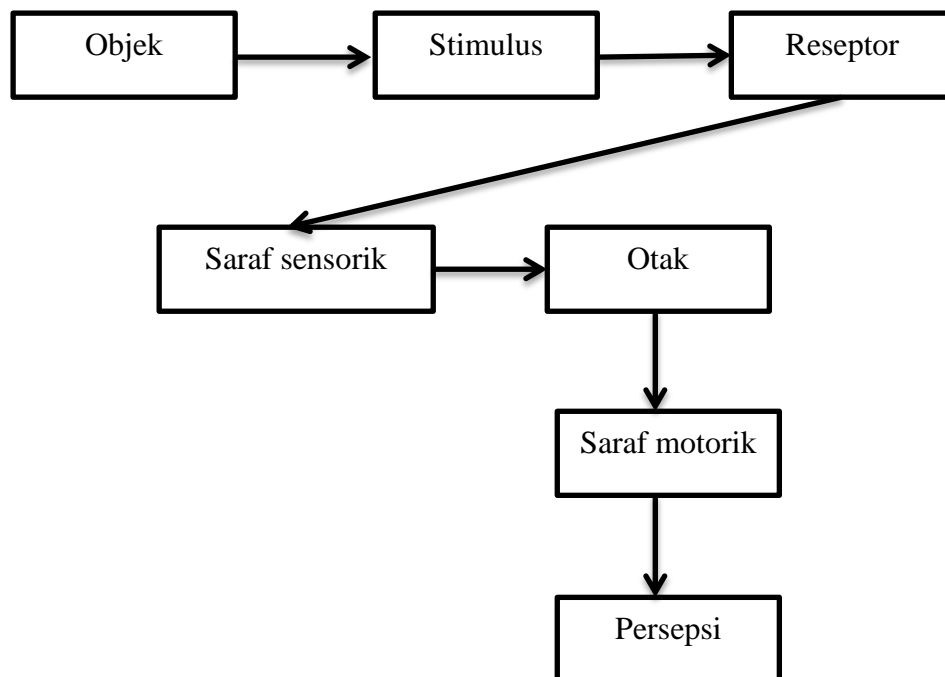 Objek
Stimulus
Reseptor
Saraf sensorik
Otak
Saraf motorik
Persepsi